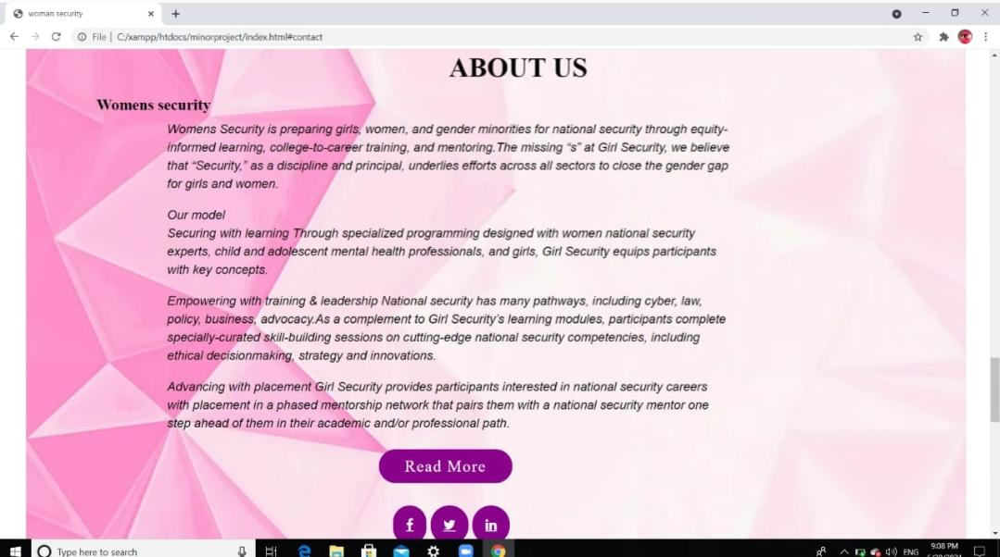 woman security
File | C:/xampp/htdocs/minorproject/index.html#contact
ABOUT US
Womens security
Womens Security is preparing girls, women, and gender minorities for national security through equity-
informed learning, college-to-career training, and mentoring.The missing “s” at Girl Security, we believe
that “Security,” as a discipline and principal, underlies efforts across all sectors to close the gender gap
for girls and women.
Our model
Securing with learning Through specialized programming designed with women national security
experts, child and adolescent mental health professionals, and girls, Girl Security equips participants
with key concepts.
Empowering with training & leadership National security has many pathways, including cyber, law,
policy, business, advocacy.As a complement to Girl Security’s learning modules, participants complete
specially-curated skill-building sessions on cutting-edge national security competencies, including
ethical decisionmaking, strategy and innovations.
Advancing with placement Girl Security provides participants interested in national security careers
with placement in a phased mentorship network that pairs them with a national security mentor one
step ahead of them in their academic and/or professional path.
Read More
f in
Type here to search
ENG
9:08 PM